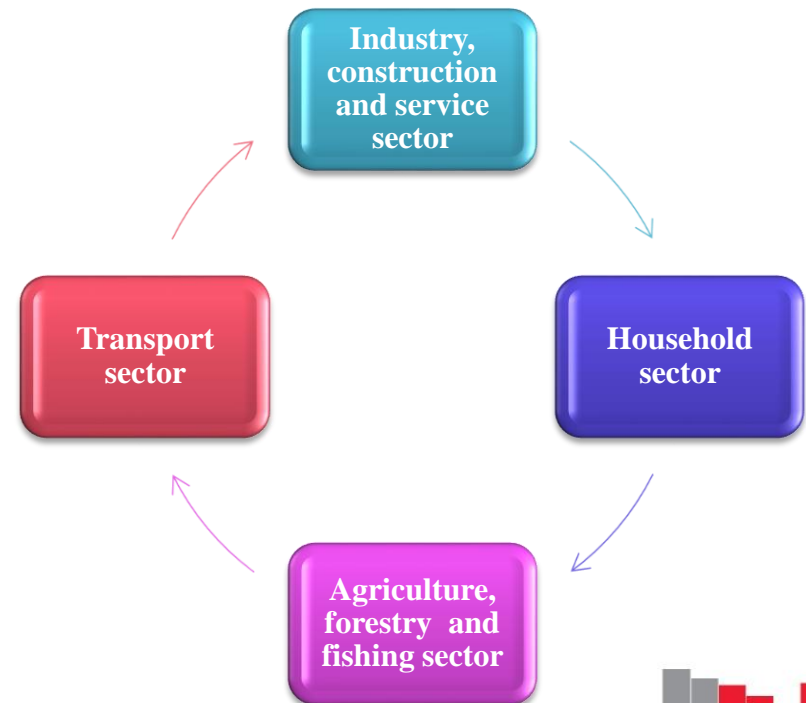 Industry,
construction
and service
sector
Transport
sector
Household
sector
Agriculture,
forestry and
fishing sector